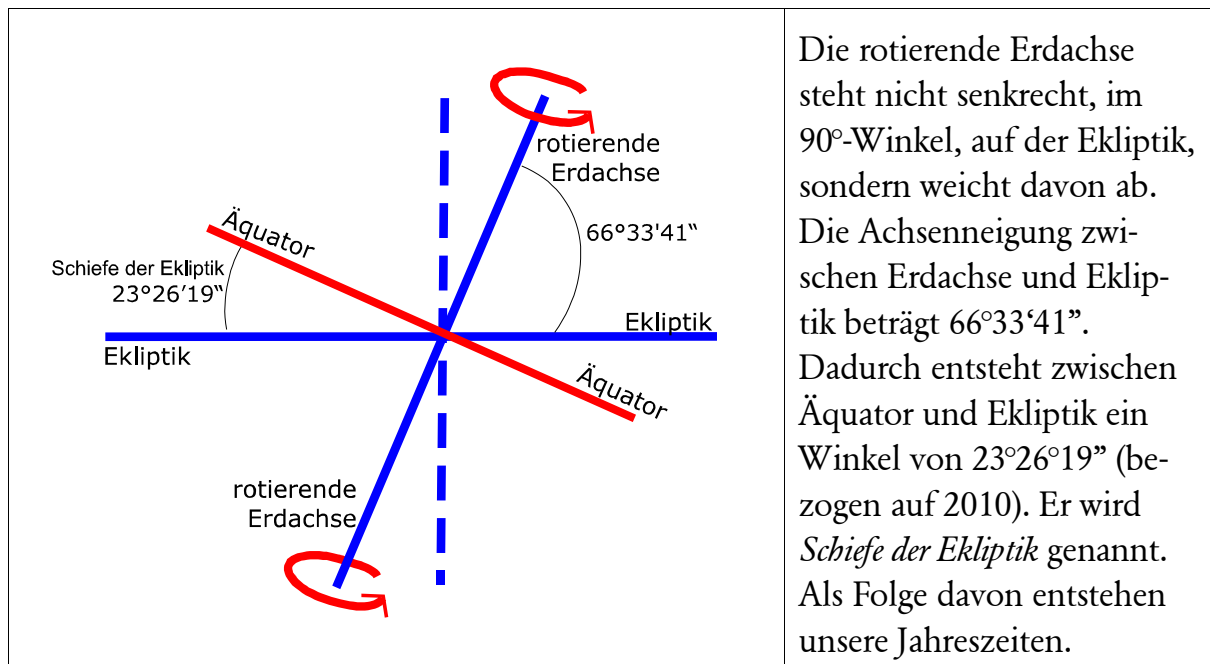 rotierende
Erdachse
Äquator
66°33'41“
Schiefe der Ekliptik
23°26’19“
Ekliptik
Ekliptik
Äquator
rotierende
Erdachse
Die rotierende Erdachse
steht nicht senkrecht, im
90°-Winkel, auf der Ekliptik,
sondern weicht davon ab.
Die Achsenneigung zwi-
schen Erdachse und Eklip-
tik beträgt 66°33‘41”.
Dadurch entsteht zwischen
Äquator und Ekliptik ein
Winkel von 23°26°19” (be-
zogen auf 2010). Er wird
Schiefe der Ekliptik genannt.
Als Folge davon entstehen
unsere Jahreszeiten.